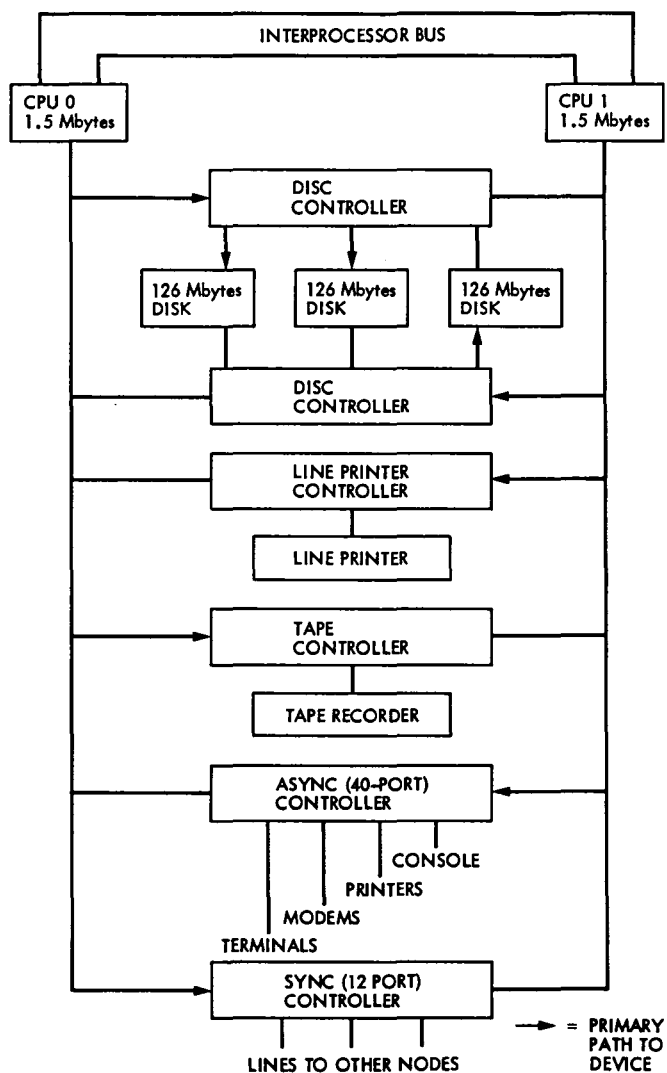 INTERPROCESSOR BUS
CPU 0
1.5 Mbytes
CPU 1
1.5 Mbytes
DISC
CONTROLLER
126 Mbytes
DISK
126 Mbytes
DISK
126 Mbytes
DISK
DISC
CONTROLLER
LINE PRINTER
CONTROLLER
LINE PRINTER
TAPE
CONTROLLER
TAPE RECORDER
ASYNC (40-PORT)
CONTROLLER
CONSOLE
PRINTERS
MODEMS
TERMINALS
SYNC (12 PORT)
CONTROLLER
LINES TO OTHER NODES
= PRIMARY
PATH TO
DEVICE